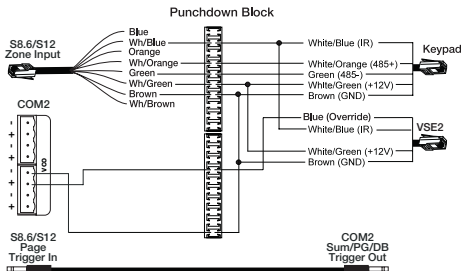 Punchdown Block
S8.6/S12
Zone Input
Blue
Wh/Blue
Orange
Wh/Orange
Green
Wh/Green
Brown
Wh/Brown
White/Blue (IR)
White/Orange (485+)
Green (485-)
White/Green (+12V)
Brown (GND)
Keypad
COM2
-
+
-
+
-
+
-
+
VOO
Blue (Override)
White/Blue (IR)
White/Green (+12V)
Brown (GND)
VSE2
S8.6/S12
Page
Trigger In
COM2
Sum/PG/DB
Trigger Out